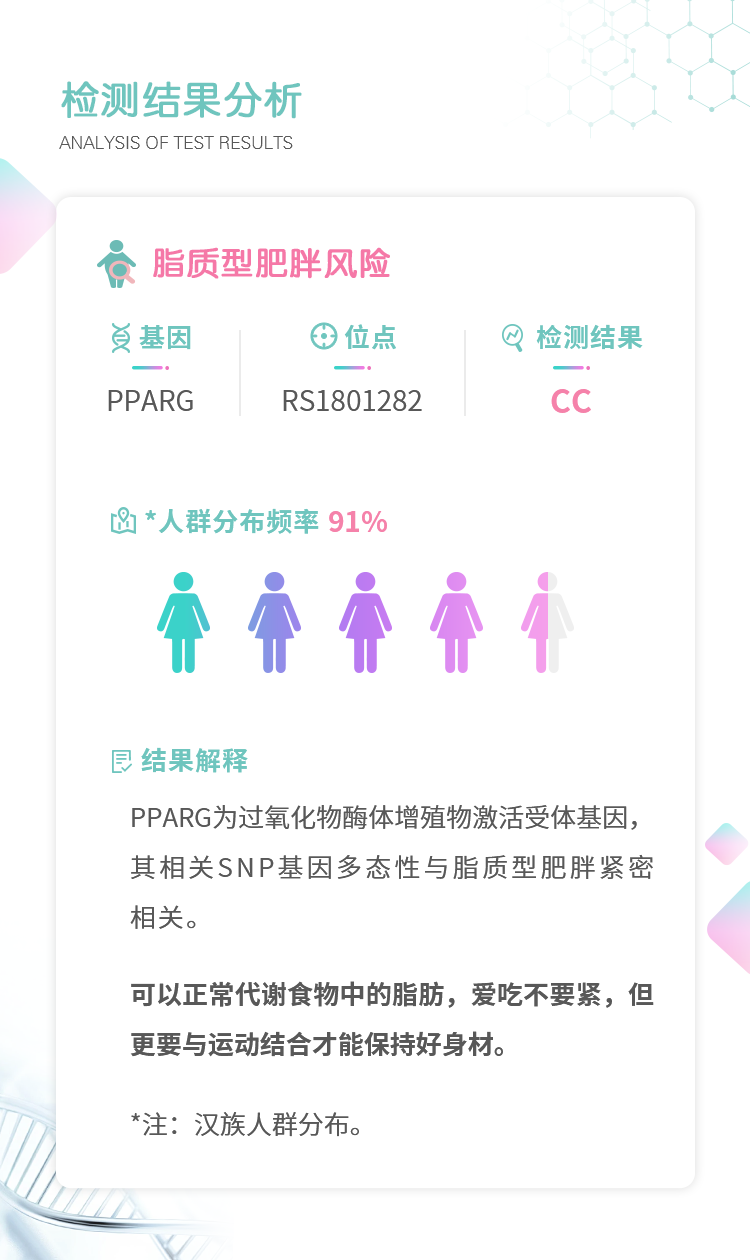 检测结果分析
ANALYSIS OF TEST RESULTS
脂质型肥胖风险
基因
位点
检测结果
PPARG
RS1801282
CC
*人群分布频率 91%
结果解释
PPARG为过氧化物酶体增殖物激活受体基因，
其相关SNP基因多态性与脂质型肥胖紧密
相关。
可以正常代谢食物中的脂肪，爱吃不要紧，但
更要与运动结合才能保持好身材。
*注：汉族人群分布。